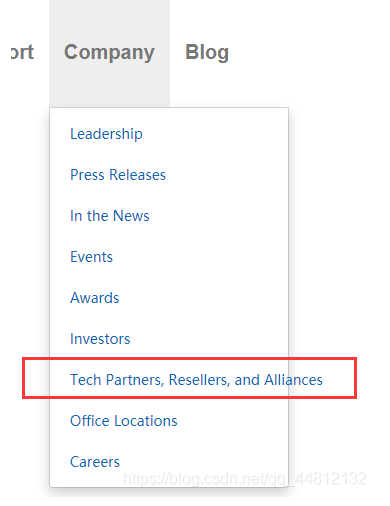 ort Company Blog
Leadership
Press Releases
In the News
Events
Awards
Investors
Tech Partners, Resellers, and Alliances
Office Locations
Careers
https://blog.csdn.net/qq_44812132